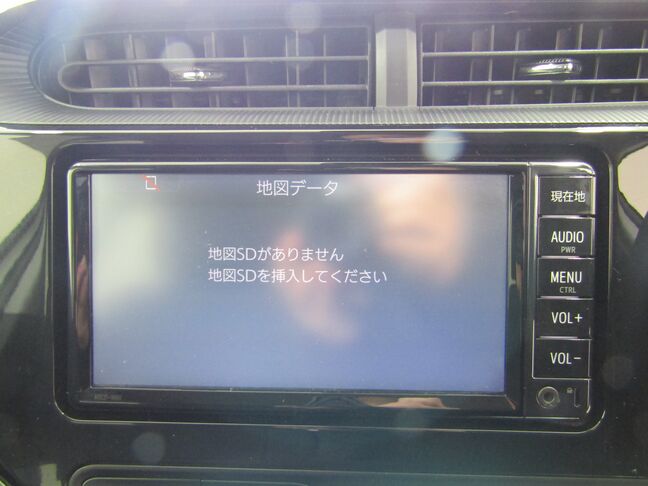 地図データ
地図SDがありません
地図SDを挿入してください
現在地
AUDIO
PWR
MENU
CTRL
VOL+
VOL-